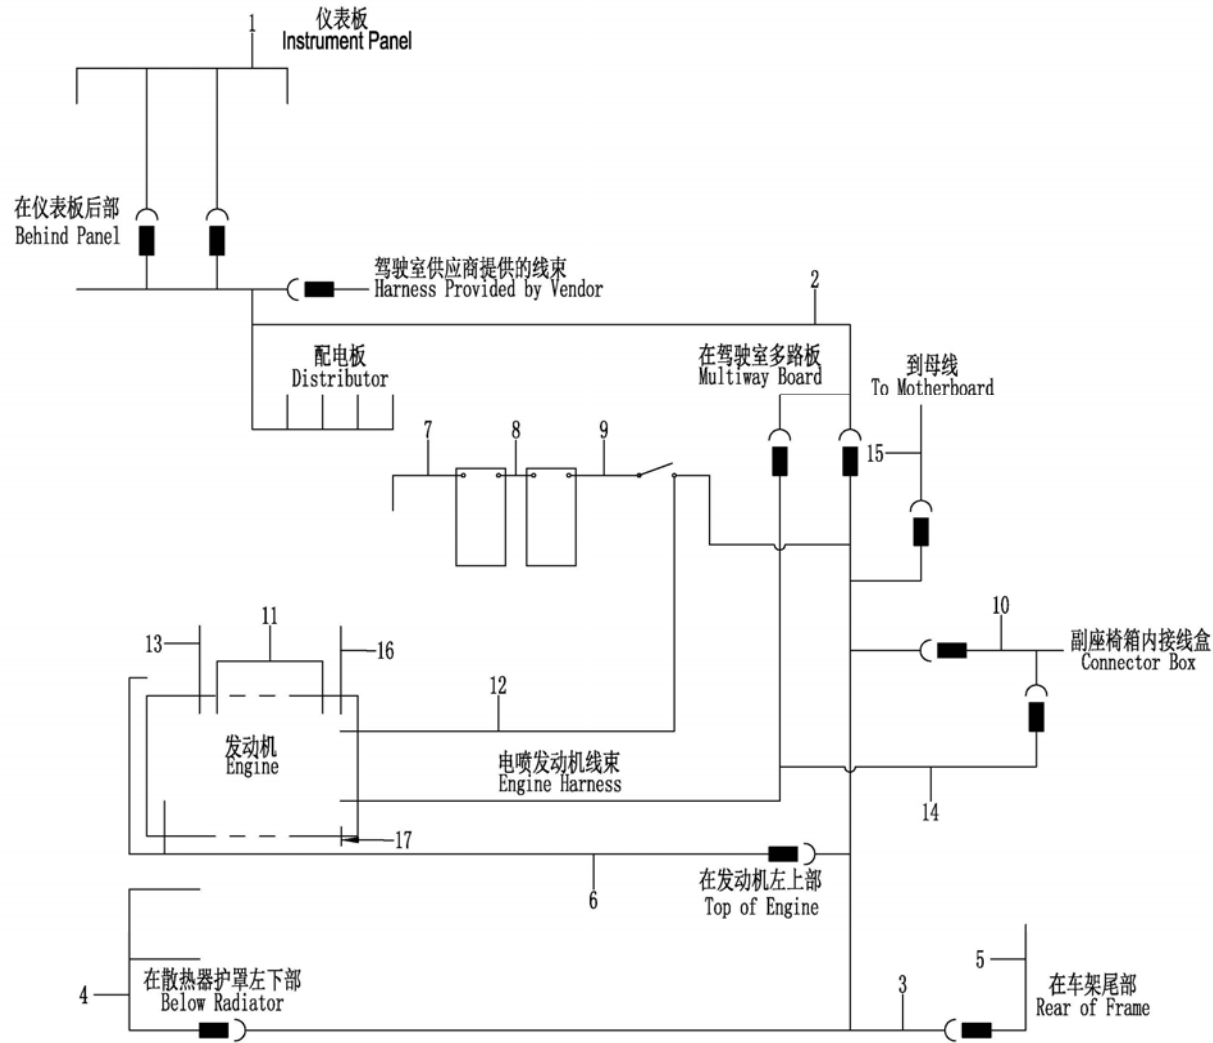 1
仪表板
Instrument Panel
在仪表板后部
Behind Panel
驾驶室供应商提供的线束
Harness Provided by Vendor
2
配电板
Distributor
在驾驶室多路板
Multiway Board
到母线
To Motherboard
7
8
9
15
10
副座椅箱内接线盒
Connector Box
11
13
16
12
发动机
Engine
电喷发动机线束
Engine Harness
14
17
6
在发动机左上部
Top of Engine
4
在散热器护罩左下部
Below Radiator
3
5
在车架尾部
Rear of Frame